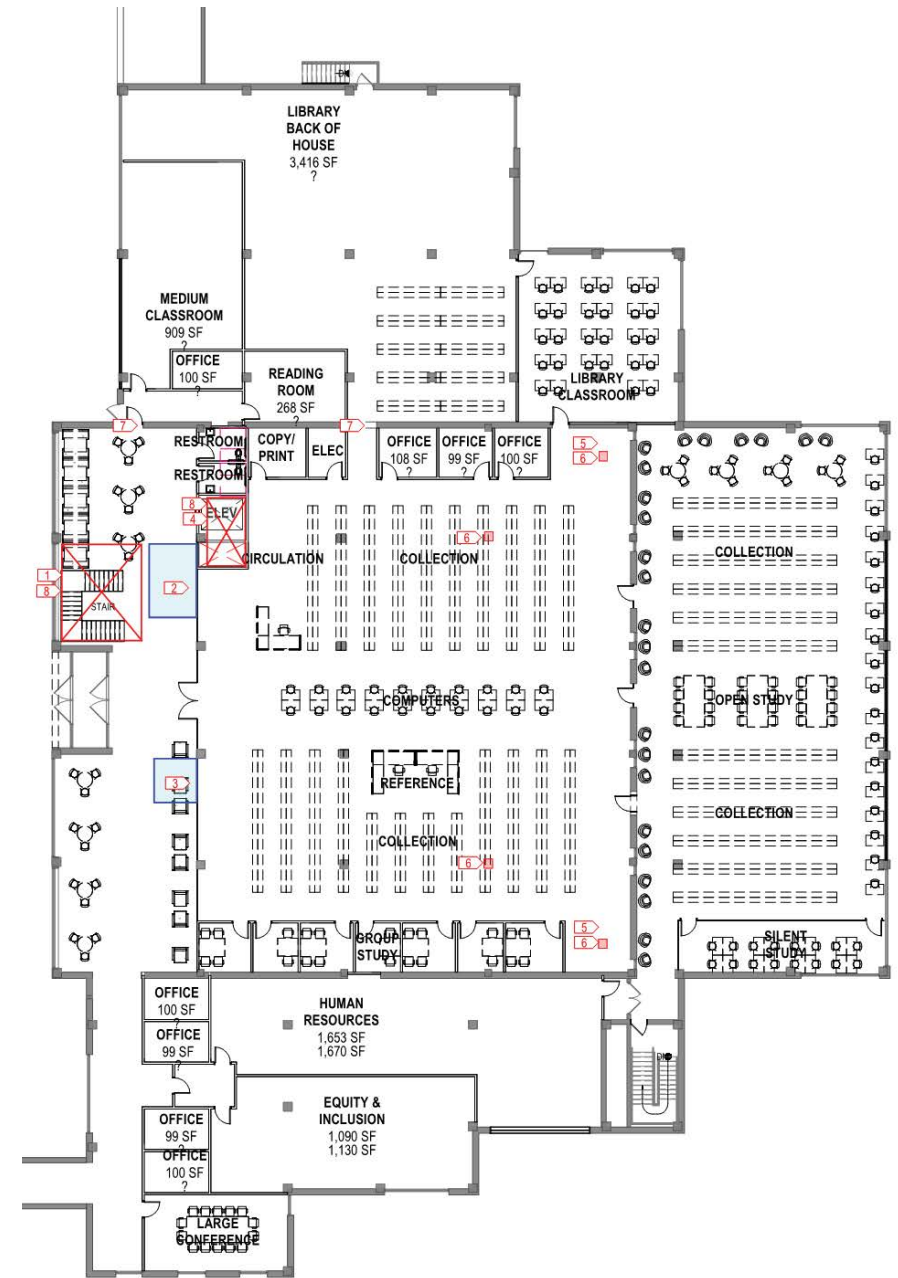 DN
LIBRARY
BACK OF
HOUSE
3,416 SF
?
MEDIUM
CLASSROOM
909 SF
?
OFFICE
100 SF
?
READING
ROOM
268 SF
?
LIBRARY
CLASSROOM
7
7
RESTROOM
RESTROOM
COPY/
PRINT
ELEC
OFFICE
108 SF
?
OFFICE
99 SF
?
OFFICE
100 SF
?
5
6
8
4
ELEV
6
CIRCULATION
COLLECTION
COLLECTION
1
8
STAIR
2
COMPUTERS
OPEN STUDY
3
REFERENCE
COLLECTION
COLLECTION
6
GROUP
STUDY
5
6
SILENT
STUDY
OFFICE
100 SF
?
OFFICE
99 SF
?
HUMAN
RESOURCES
1,653 SF
1,670 SF
DN
EQUITY &
INCLUSION
1,090 SF
1,130 SF
OFFICE
99 SF
?
OFFICE
100 SF
?
LARGE
CONFERENCE